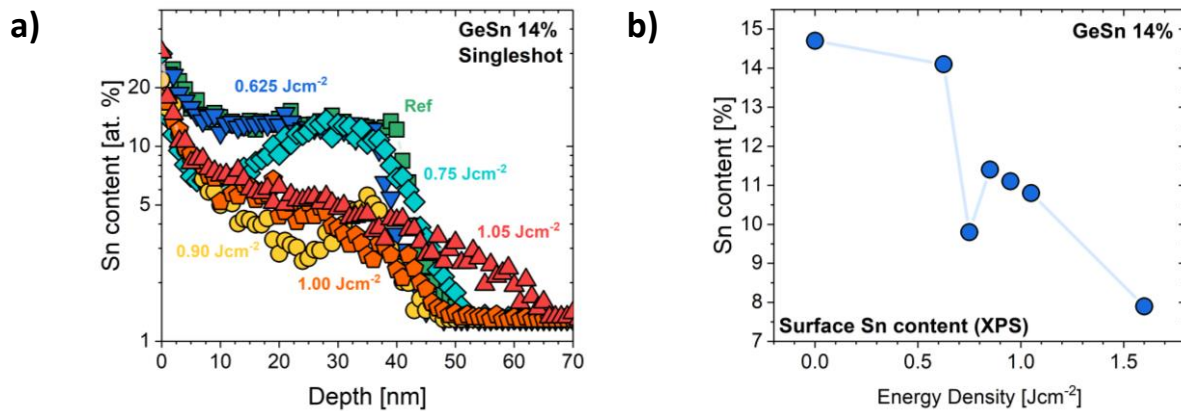 a)
GeSn 14%
Singleshot
0.625 Jcm⁻²
Ref
0.75 Jcm⁻²
0.90 Jcm⁻²
1.00 Jcm⁻²
1.05 Jcm⁻²
Sn content [at. %]
20
10
5
1
0 10 20 30 40 50 60 70
Depth [nm]
b)
GeSn 14%
Sn content [%]
15
14
13
12
11
10
9
8
7
Surface Sn content (XPS)
0.0 0.5 1.0 1.5
Energy Density [Jcm⁻²]